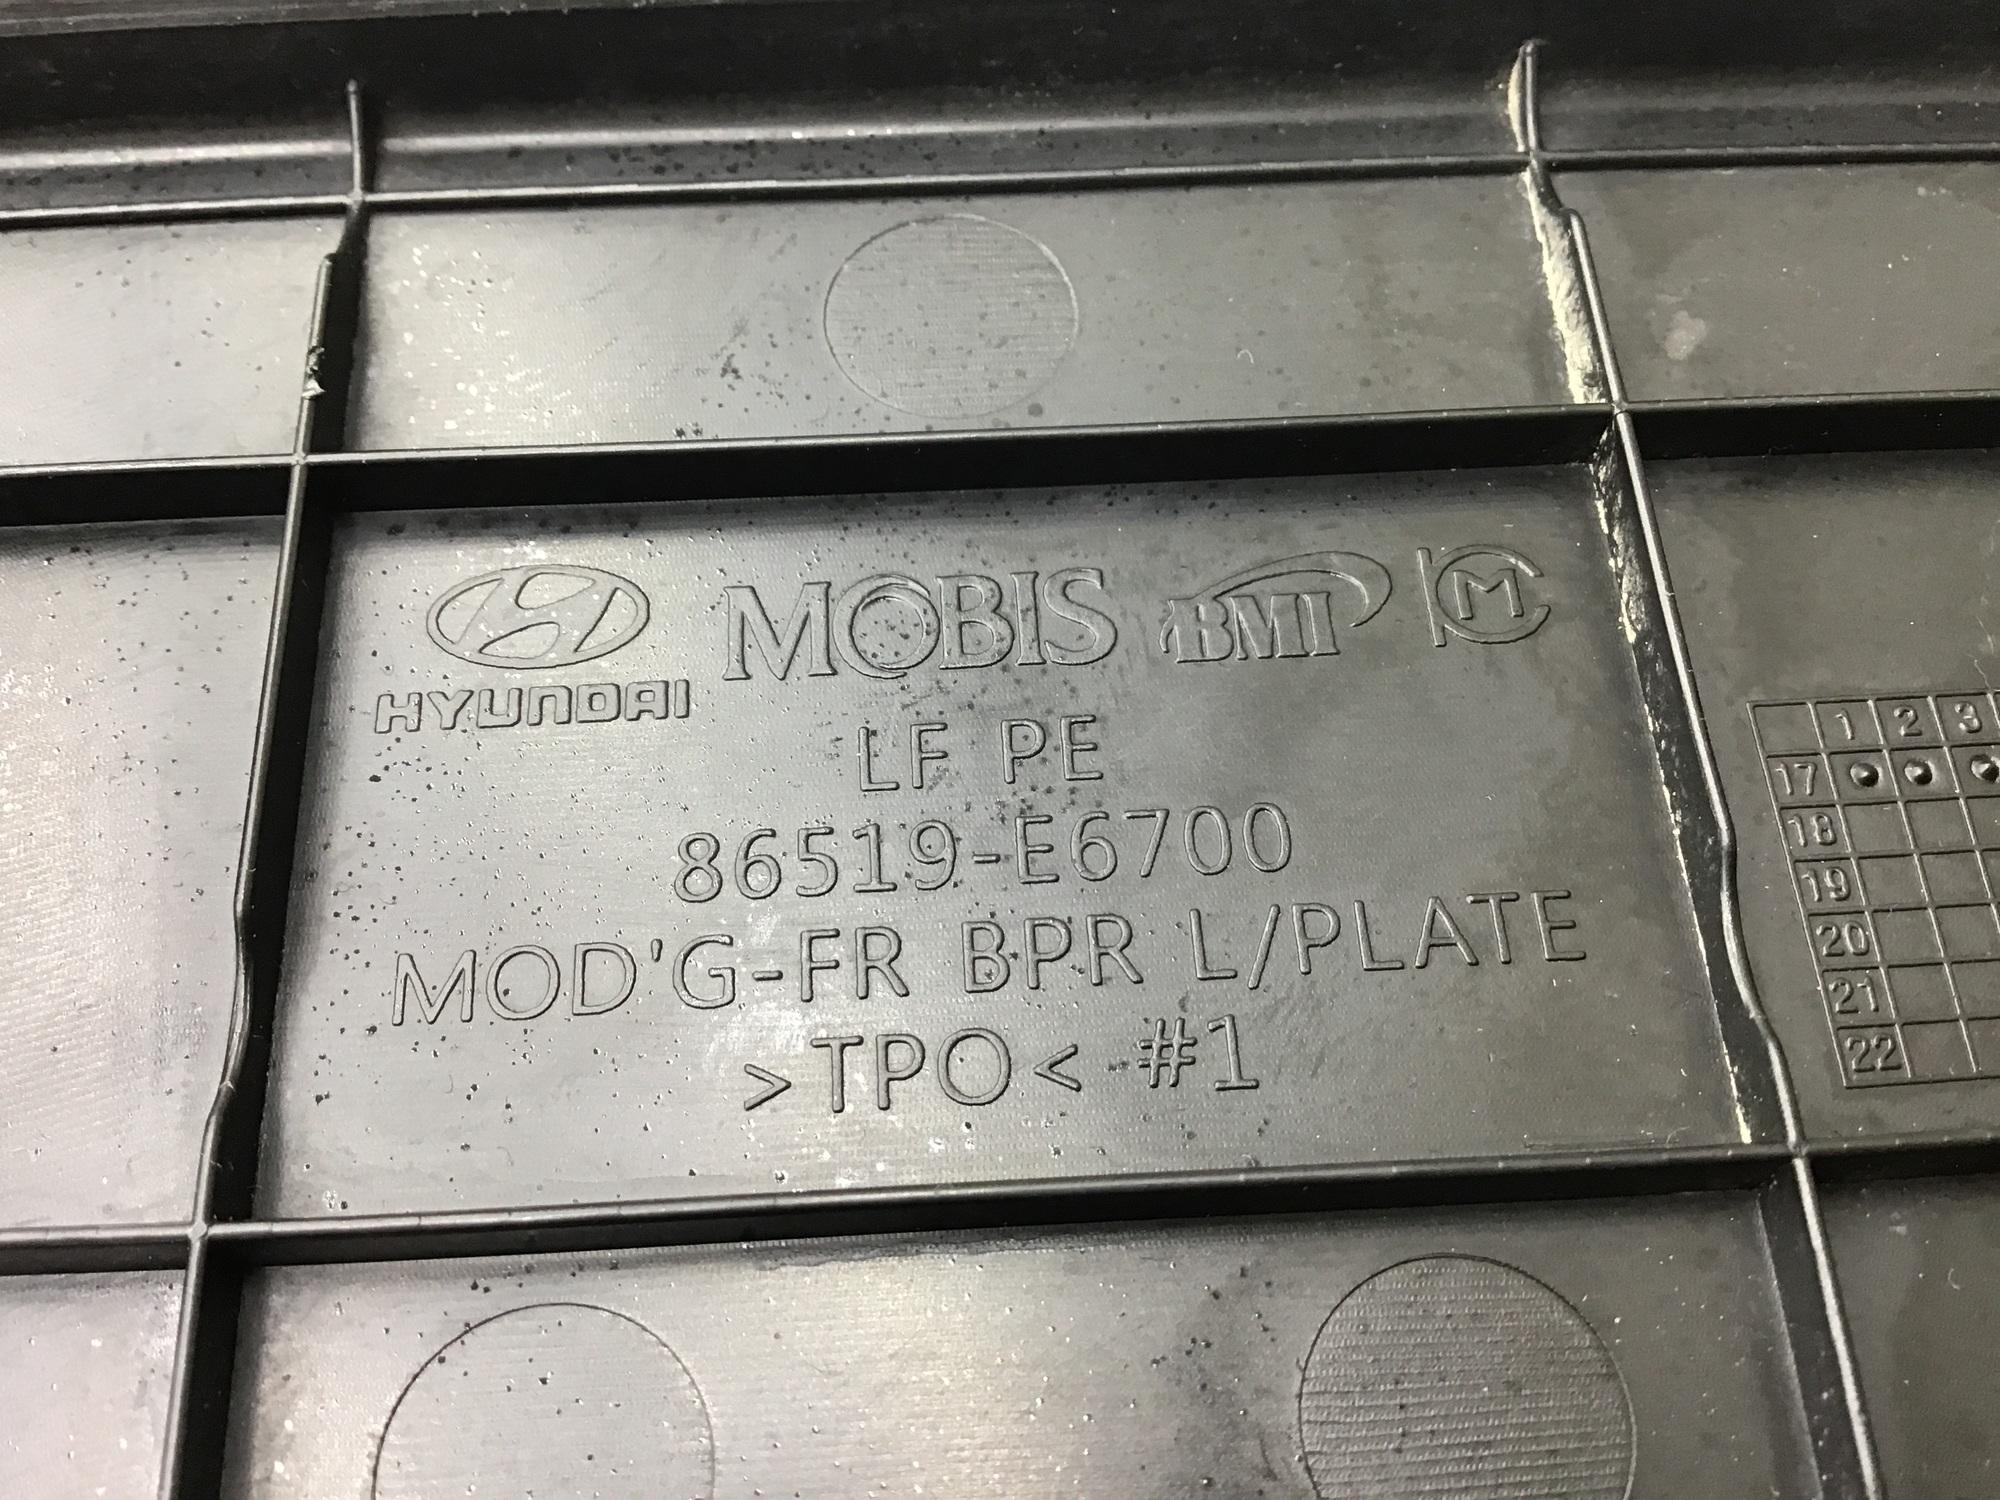 HYUNDAI MOBIS BMI PCM
LF PE
86519-E6700
MOD'G-FR BPR L/PLATE
>TPO< #1
1 2 3
17
18
19
20
21
22